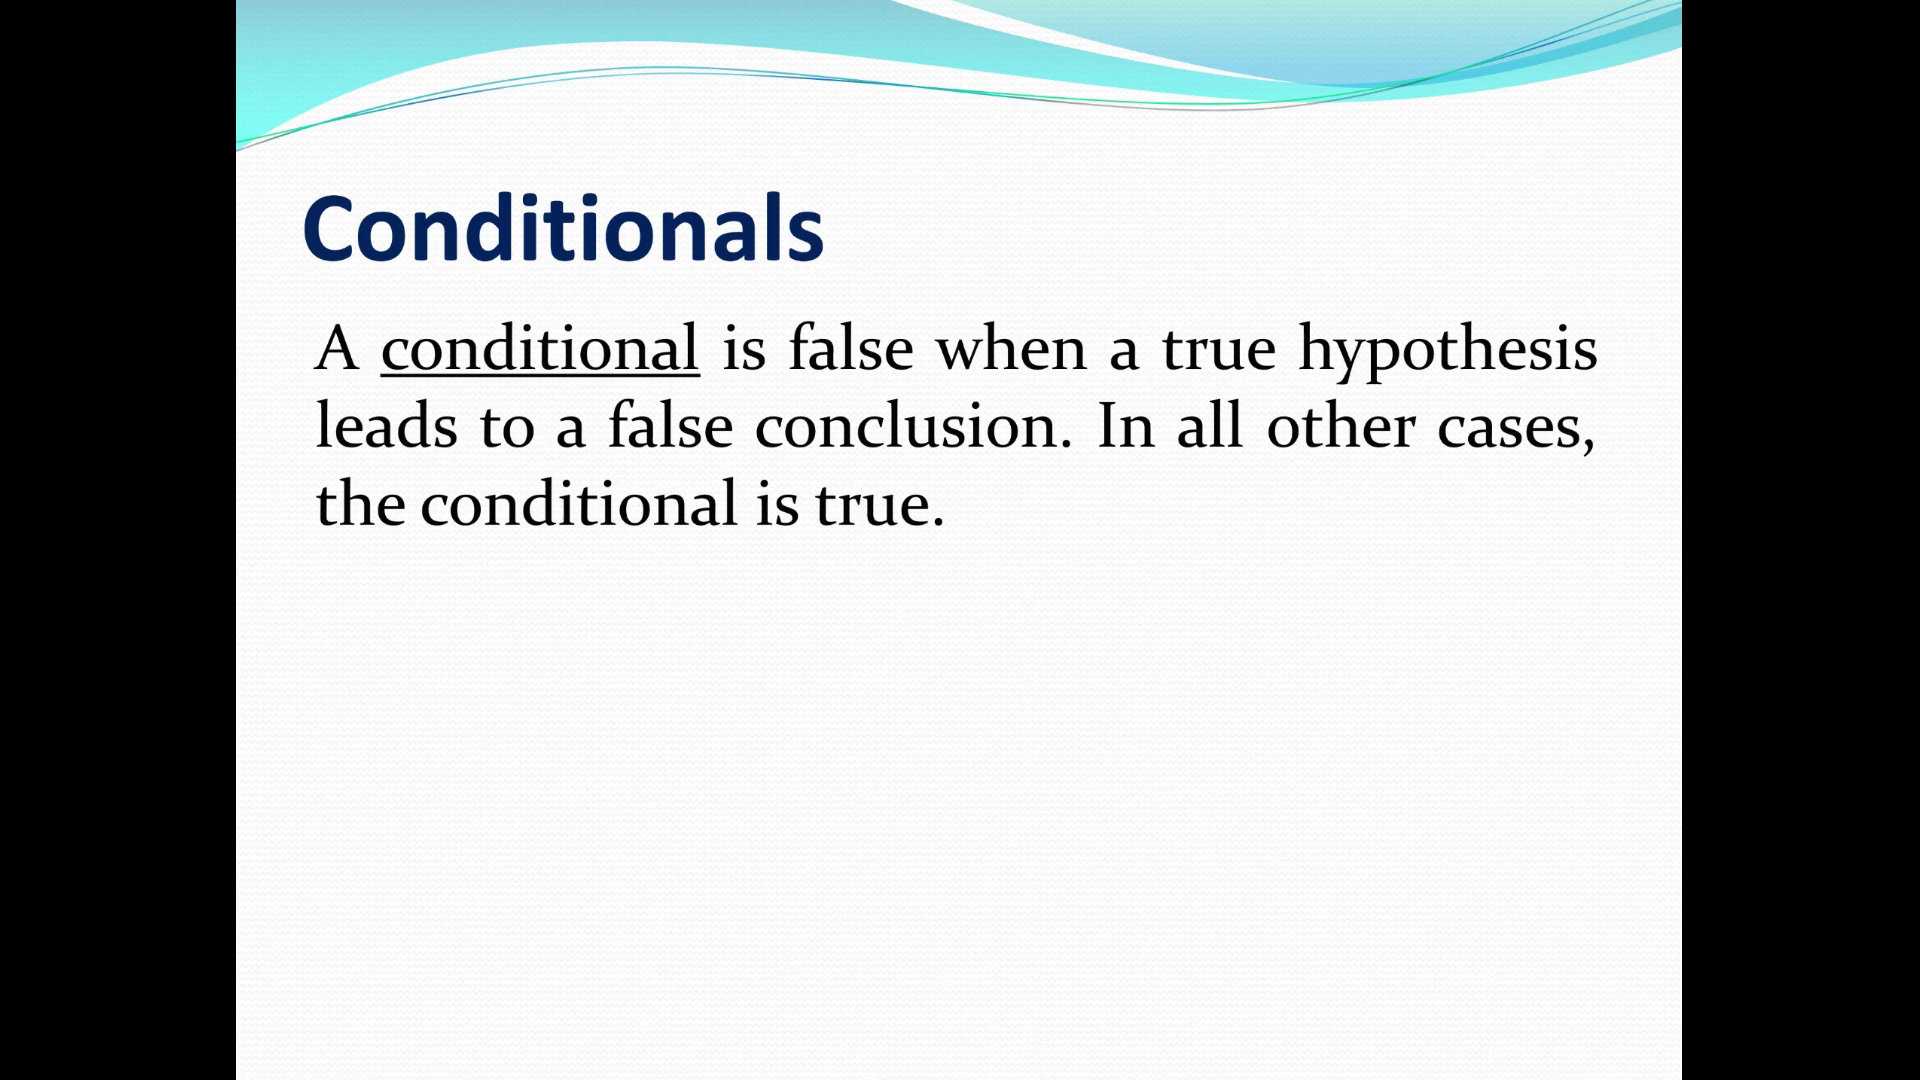 Conditionals
A conditional is false when a true hypothesis
leads to a false conclusion. In all other cases,
the conditional is true.